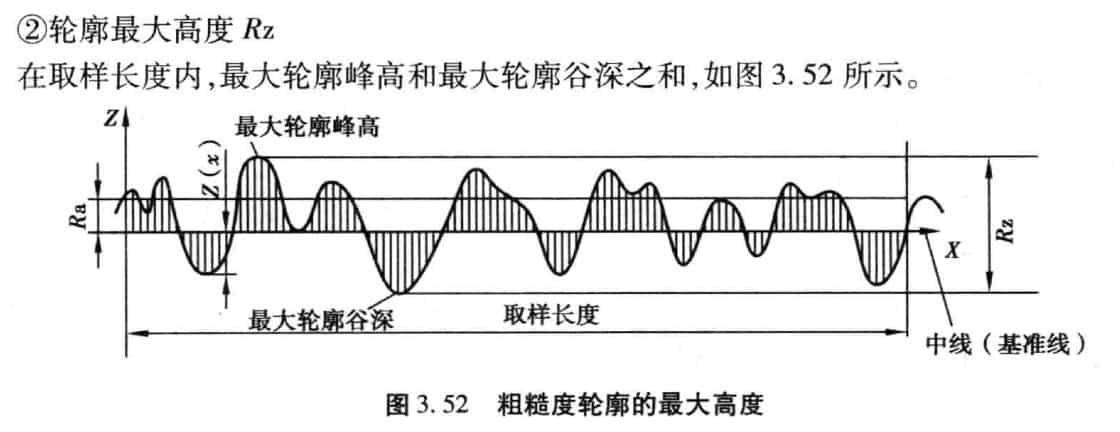 ②轮廓最大高度 Rz
在取样长度内,最大轮廓峰高和最大轮廓谷深之和,如图 3.52 所示。
Z
最大轮廓峰高
Z(x)
Ra
Rz
X
最大轮廓谷深
取样长度
中线(基准线)
图 3.52 粗糙度轮廓的最大高度